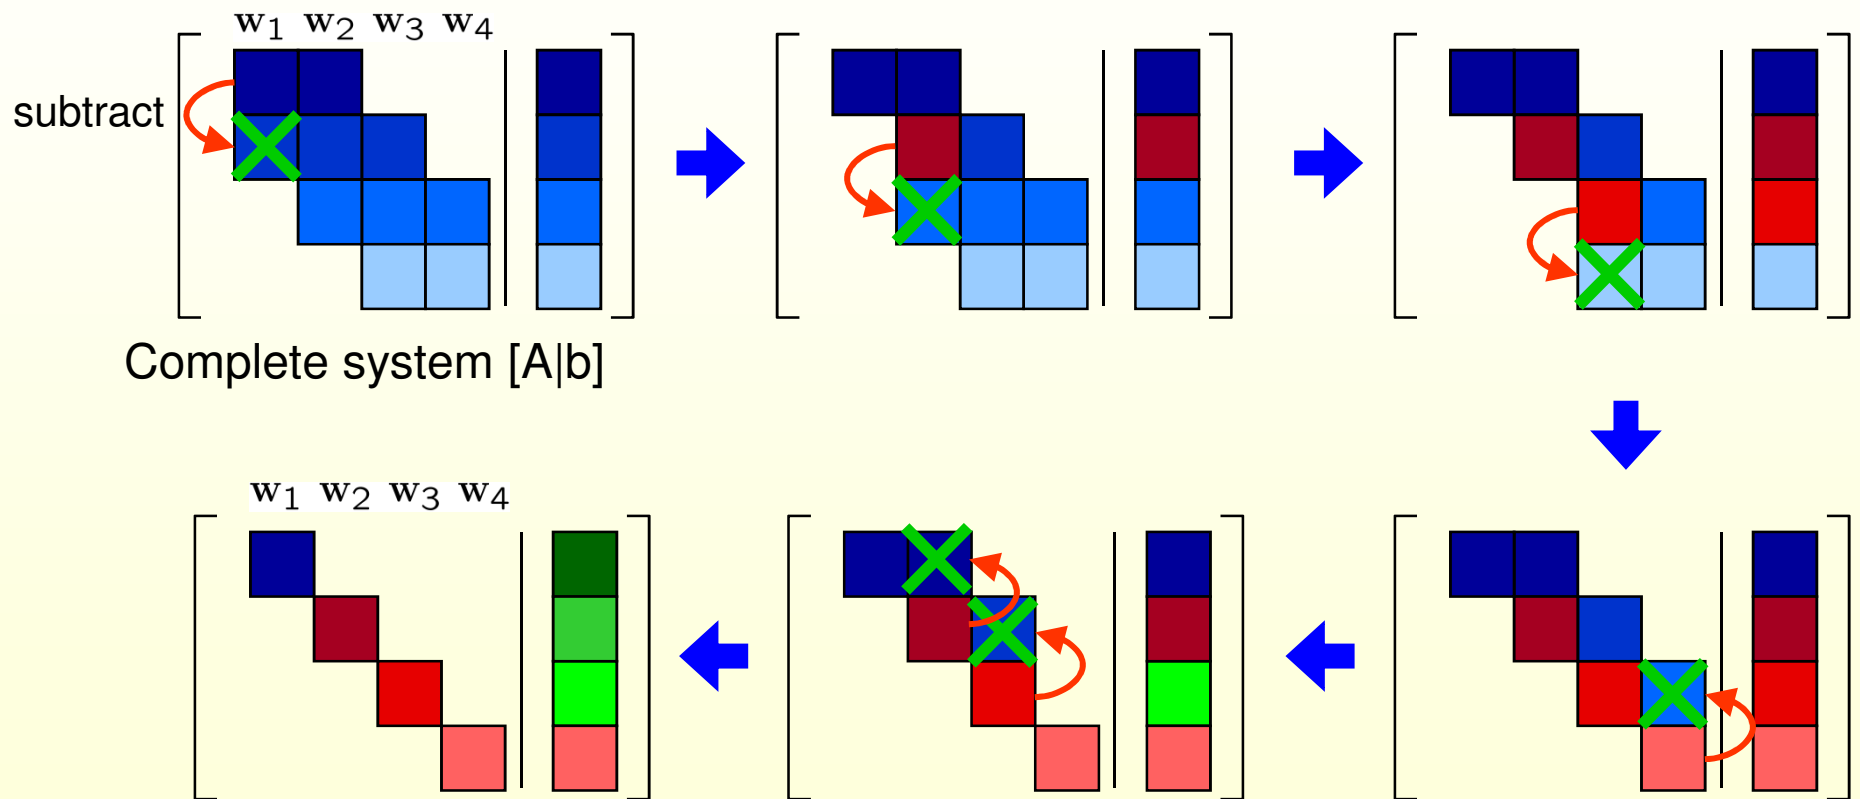 w₁ w₂ w₃ w₄
subtract
Complete system [A|b]
w₁ w₂ w₃ w₄